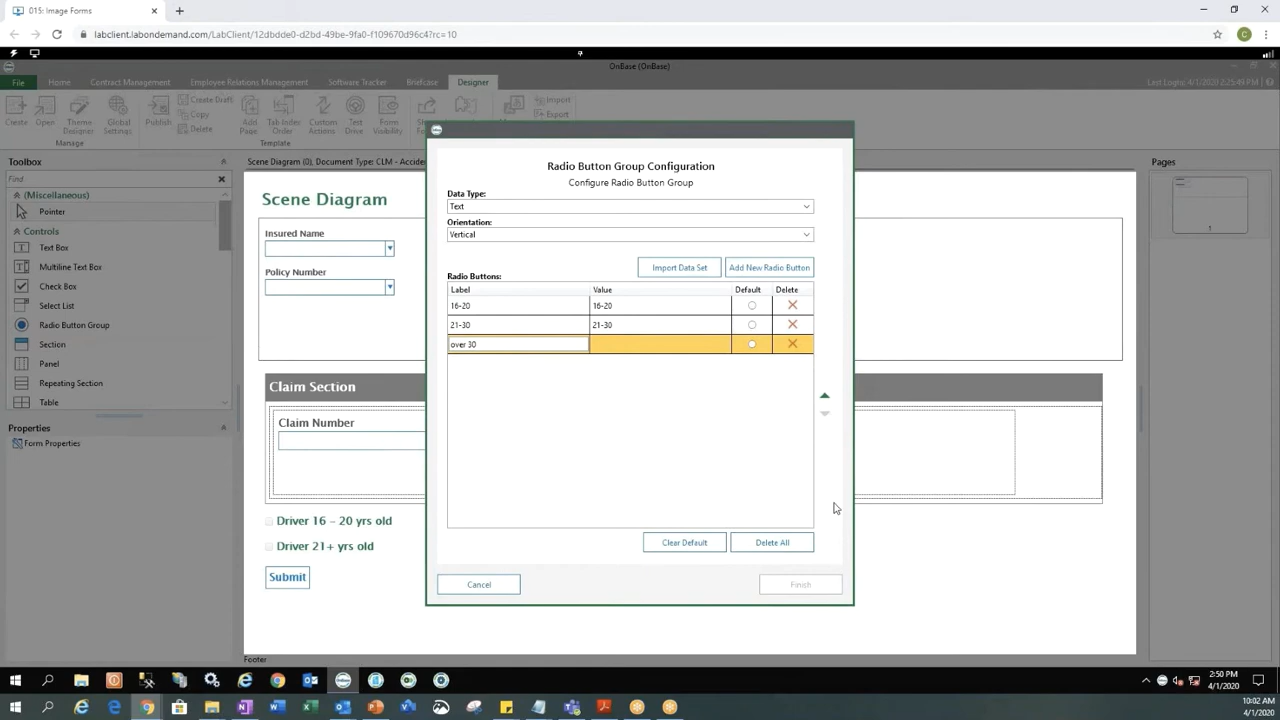 015: Image Forms
labclient.labondemand.com/LabClient/12dbdde0-d2bd-49be-9fa0-f109670d96c4?rc=10
C
OnBase (OnBase)
File Home Contract Management Employee Relations Management Software Tracker Briefcase Designer
Last Login: 4/1/2020 2:25:49 PM
Create Open Theme Designer Global Settings Publish Create Draft Copy Delete Add Page Tab Index Order Custom Actions Test Drive Form Visibility Import Export
Manage Template
Toolbox
Find
(Miscellaneous)
Pointer
Controls
Text Box
Multiline Text Box
Check Box
Select List
Radio Button Group
Section
Panel
Repeating Section
Table
Properties
Form Properties
Scene Diagram (0), Document Type: CLM - Accide
Scene Diagram
Insured Name
Policy Number
Claim Section
Claim Number
Driver 16 – 20 yrs old
Driver 21+ yrs old
Submit
Footer
Radio Button Group Configuration
Configure Radio Button Group
Data Type:
Text
Orientation:
Vertical
Import Data Set Add New Radio Button
Radio Buttons:
Label Value Default Delete
16-20 16-20
21-30 21-30
over 30
Clear Default Delete All
Cancel Finish
Pages
1
2:50 PM
4/1/2020
10:02 AM
4/1/2020